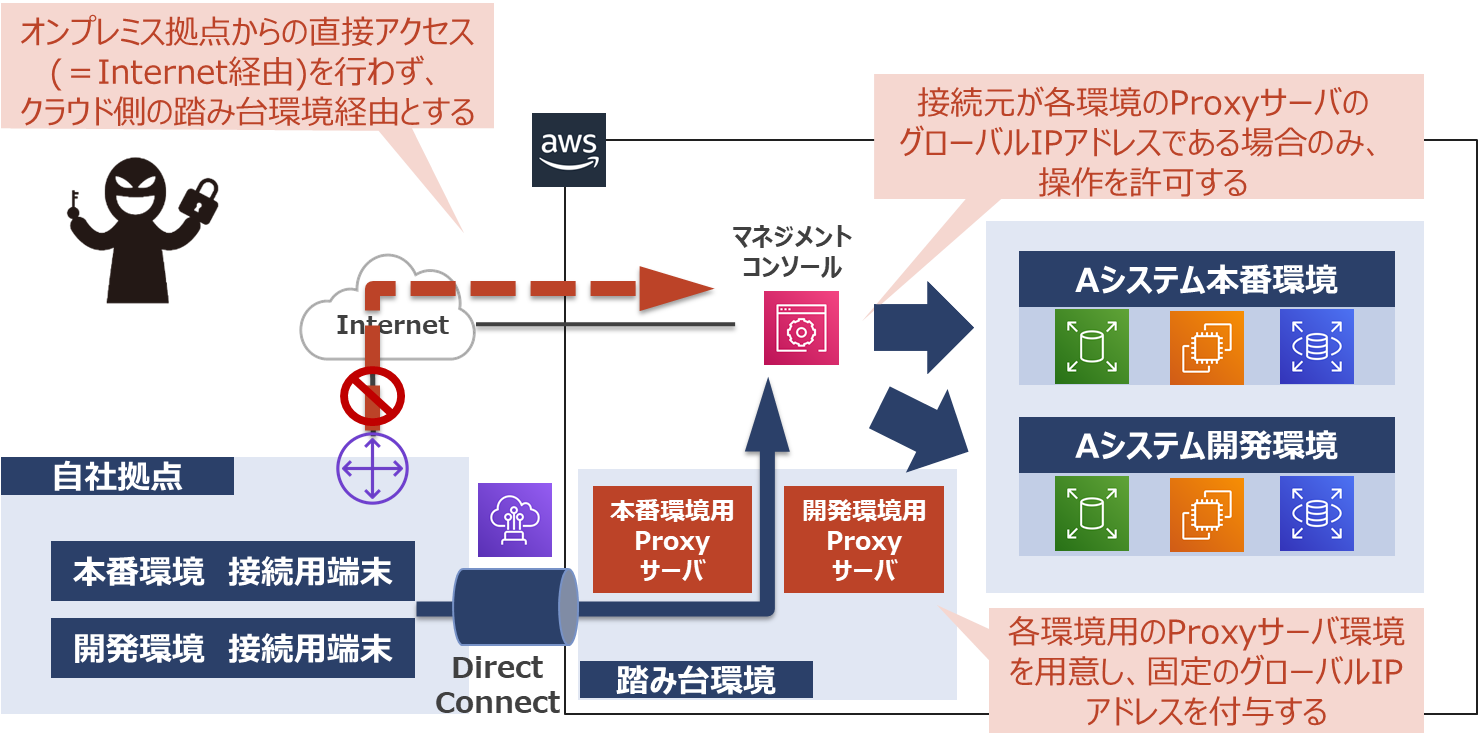 オンプレミス拠点からの直接アクセス
(＝Internet経由)を行わず、
クラウド側の踏み台環境経由とする
aws
接続元が各環境のProxyサーバの
グローバルIPアドレスである場合のみ、
操作を許可する
マネジメント
コンソール
Internet
Aシステム本番環境
Aシステム開発環境
自社拠点
本番環境 接続用端末
開発環境 接続用端末
Direct
Connect
本番環境用
Proxy
サーバ
開発環境用
Proxy
サーバ
踏み台環境
各環境用のProxyサーバ環境
を用意し、固定のグローバルIP
アドレスを付与する